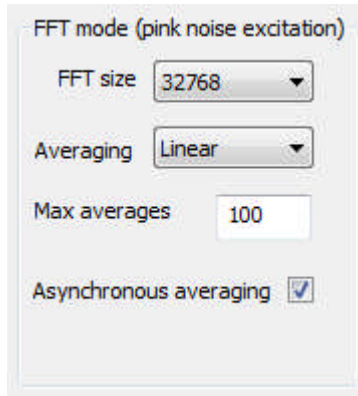 FFT mode (pink noise excitation)
FFT size 32768
Averaging Linear
Max averages 100
Asynchronous averaging